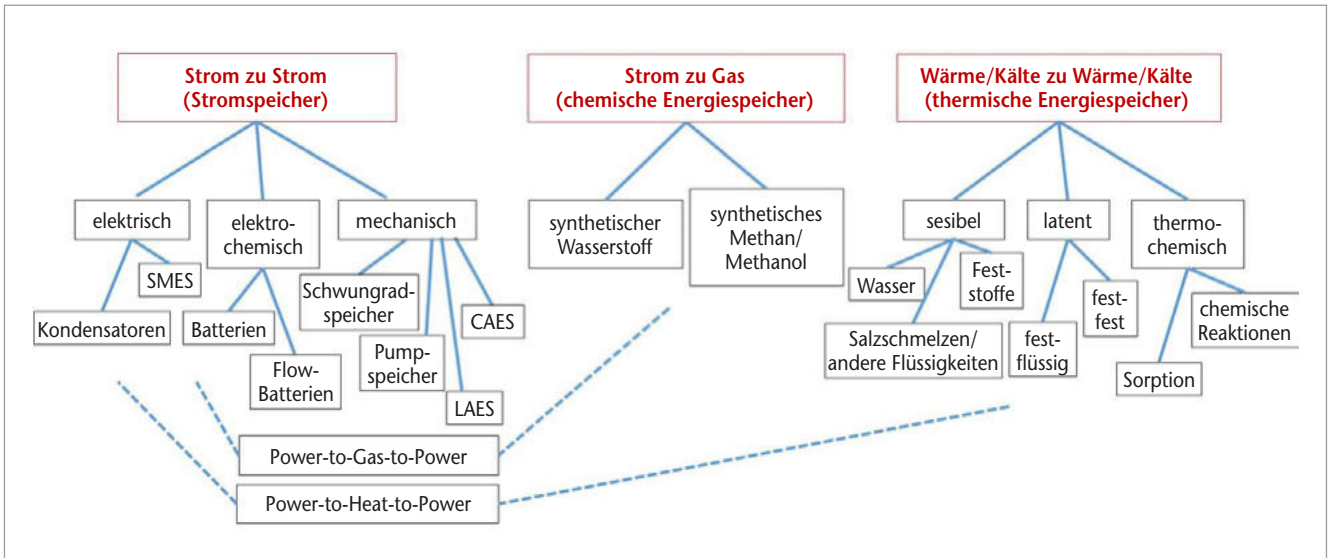 Strom zu Strom
(Stromspeicher)
Strom zu Gas
(chemische Energiespeicher)
Wärme/Kälte zu Wärme/Kälte
(thermische Energiespeicher)
elektrisch
elektro-
chemisch
mechanisch
synthetischer
Wasserstoff
synthetisches
Methan/
Methanol
sesibel
latent
thermo-
chemisch
SMES
Kondensatoren
Batterien
Flow-
Batterien
Schwungrad-
speicher
Pump-
speicher
CAES
LAES
Wasser
Fest-
stoffe
Salzschmelzen/
andere Flüssigkeiten
fest-
flüssig
fest-
fest
chemische
Reaktionen
Sorption
Power-to-Gas-to-Power
Power-to-Heat-to-Power